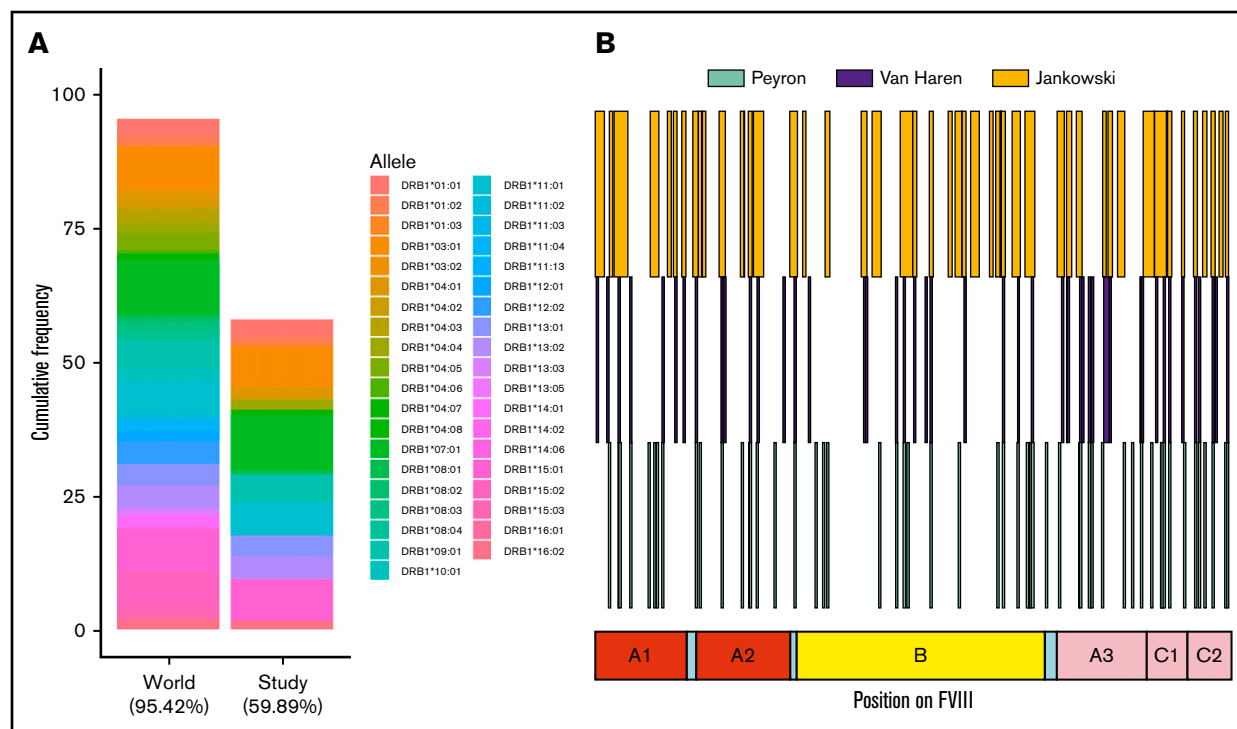 A
100
75
50
25
0
Cumulative frequency
World
(95.42%)
Study
(59.89%)
Allele
DRB1*01:01
DRB1*01:02
DRB1*01:03
DRB1*03:01
DRB1*03:02
DRB1*04:01
DRB1*04:02
DRB1*04:03
DRB1*04:04
DRB1*04:05
DRB1*04:06
DRB1*04:07
DRB1*04:08
DRB1*07:01
DRB1*08:01
DRB1*08:02
DRB1*08:03
DRB1*08:04
DRB1*09:01
DRB1*10:01
DRB1*11:01
DRB1*11:02
DRB1*11:03
DRB1*11:04
DRB1*11:13
DRB1*12:01
DRB1*12:02
DRB1*13:01
DRB1*13:02
DRB1*13:03
DRB1*13:05
DRB1*14:01
DRB1*14:02
DRB1*14:06
DRB1*15:01
DRB1*15:02
DRB1*15:03
DRB1*16:01
DRB1*16:02
B
Peyron Van Haren Jankowski
A1 A2 B A3 C1 C2
Position on FVIII